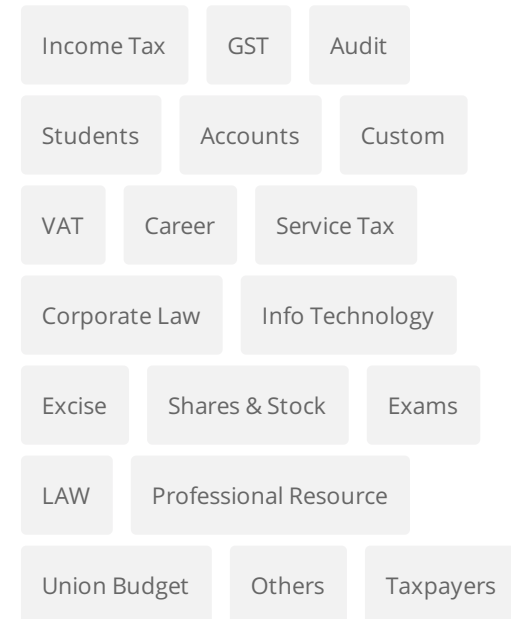 Income Tax GST Audit
Students Accounts Custom
VAT Career Service Tax
Corporate Law Info Technology
Excise Shares & Stock Exams
LAW Professional Resource
Union Budget Others Taxpayers